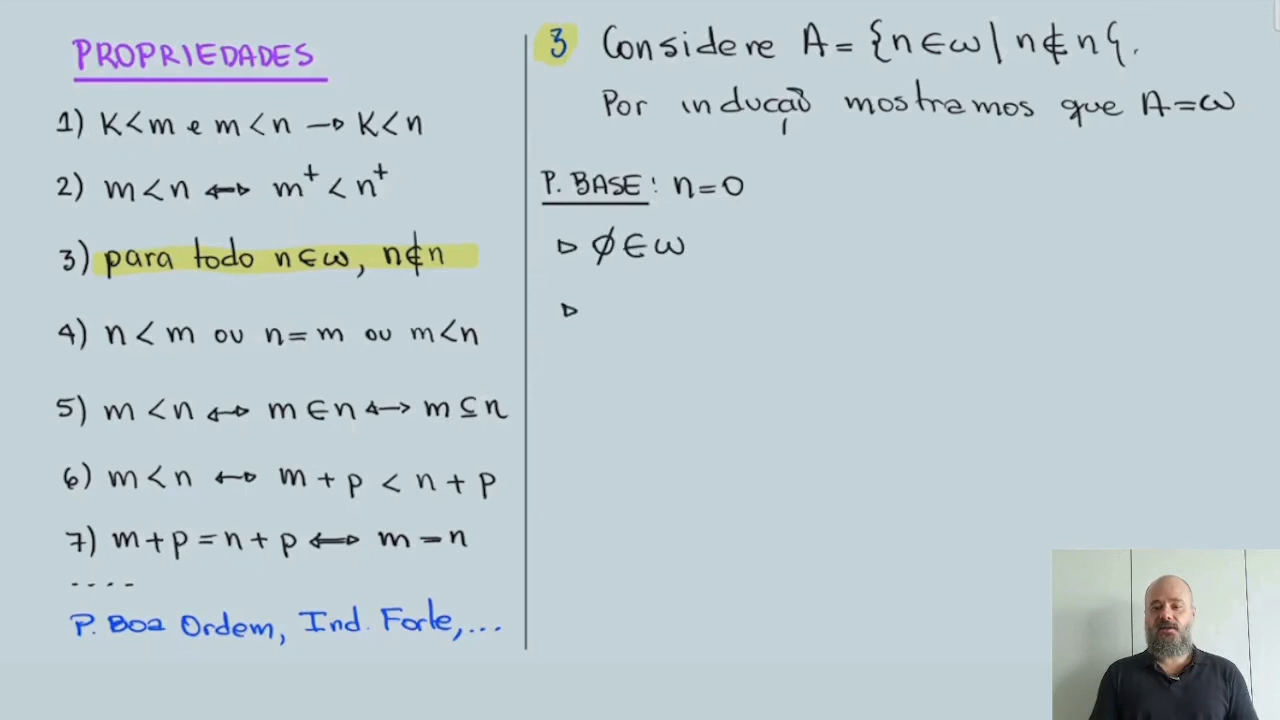 PROPRIEDADES
1) K<m e m<n → K<n
2) m<n ↔ m⁺<n⁺
3) para todo n∈ω, n∉n
4) n<m ou n=m ou m<n
5) m<n ↔ m∈n ↔ m⊆n
6) m<n ↔ m+p<n+p
7) m+p=n+p ↔ m=n
....
P. Boa Ordem, Ind. Forte,...
3 Considere A={n∈ω|n∉n}.
Por indução mostramos que A=ω
P. BASE: n=0
▷ ∅∈ω
▷